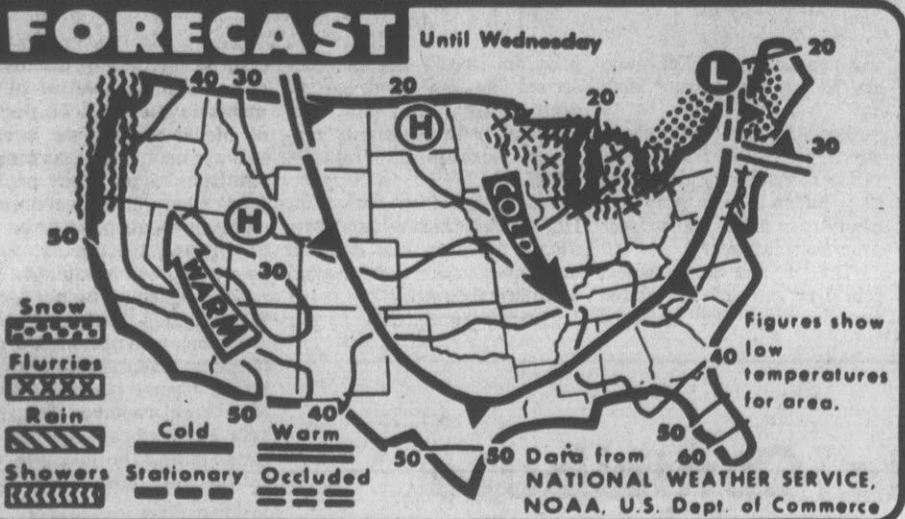 FORECAST Until Wednesday
40 30 20 20 20
L
H
30
H
COLD
50
WARM
30
Snow
Flurries
Rain
Showers
Cold Warm
Stationary Occluded
50 40 50 50 40 50 60
Figures show
low
temperatures
for area.
Data from
NATIONAL WEATHER SERVICE,
NOAA, U.S. Dept. of Commerce